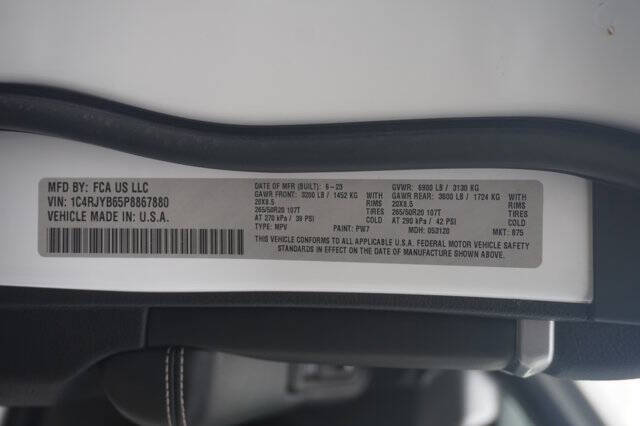 MFD BY: FCA US LLC
VIN: 1C4RJYB65P8867880
VEHICLE MADE IN U.S.A.
DATE OF MFR (BUILT): 6-23
GAWR FRONT: 3200 LB / 1452 KG WITH
20X8.5 RIMS
265/50R20 107T TIRES
AT 270 kPa / 39 PSI COLD
TYPE: MPV PAINT: PW7
GVWR: 6900 LB / 3130 KG
GAWR REAR: 3800 LB / 1724 KG WITH
20X8.5 RIMS
265/50R20 107T TIRES
AT 290 kPa / 42 PSI COLD
MDH: 053120 MKT: 875
THIS VEHICLE CONFORMS TO ALL APPLICABLE U.S.A. FEDERAL MOTOR VEHICLE SAFETY
STANDARDS IN EFFECT ON THE DATE OF MANUFACTURE SHOWN ABOVE.